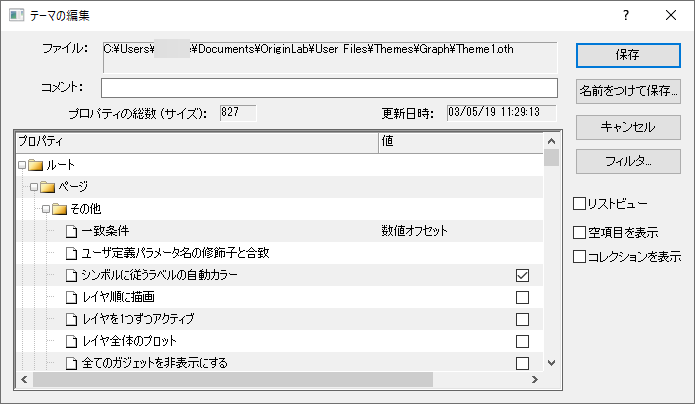 テーマの編集
ファイル:
C:¥Users¥ e¥Documents¥OriginLab¥User Files¥Themes¥Graph¥Theme1.oth
保存
コメント:
名前をつけて保存...
プロパティの総数 (サイズ): 827 更新日時: 03/05/19 11:29:13
キャンセル
プロパティ 値
フィルタ...
ルート
ページ
リストビュー
その他
一致条件 数値オフセット
空項目を表示
ユーザ定義パラメータ名の修飾子と合致
コレクションを表示
シンボルに従うラベルの自動カラー
レイヤ順に描画
レイヤを1つずつアクティブ
レイヤ全体のプロット
全てのガジェットを非表示にする